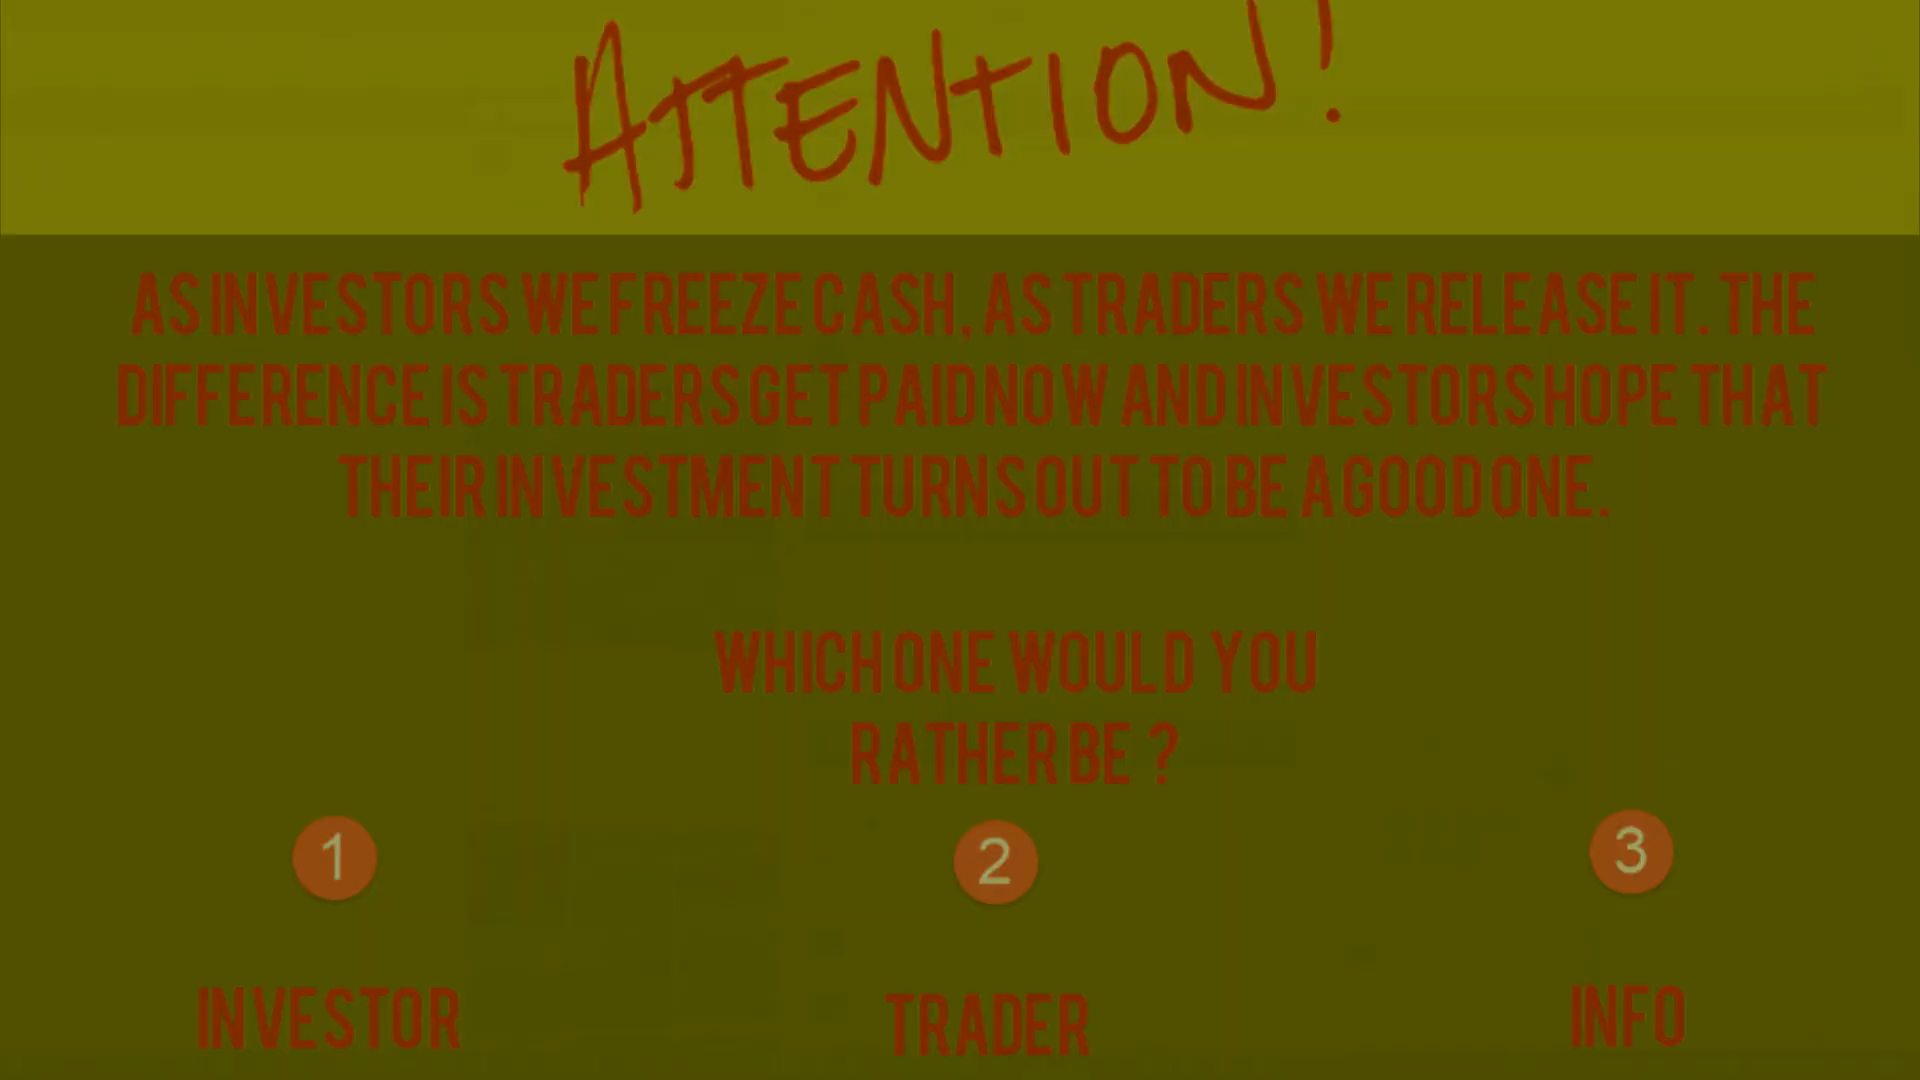 ATTENTION!
AS INVESTORS WE FREEZE CASH, AS TRADERS WE RELEASE IT. THE
DIFFERENCE IS TRADERS GET PAID NOW AND INVESTORS HOPE THAT
THEIR INVESTMENT TURNS OUT TO BE A GOOD ONE.
WHICH ONE WOULD YOU
RATHER BE ?
1 2 3
INVESTOR TRADER INFO